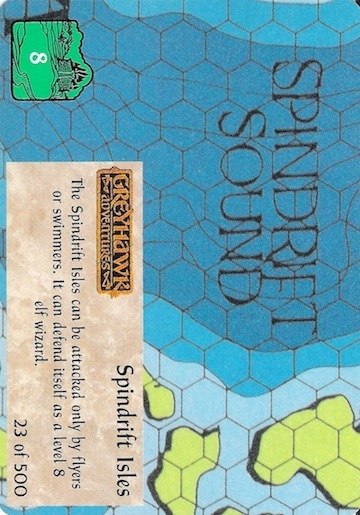 8
SPINDRIFT
SOUND
GREYHAWK
ADVENTURES
Spindrift Isles
The Spindrift Isles can be attacked only by flyers
or swimmers. It can defend itself as a level 8
elf wizard.
23 of 500